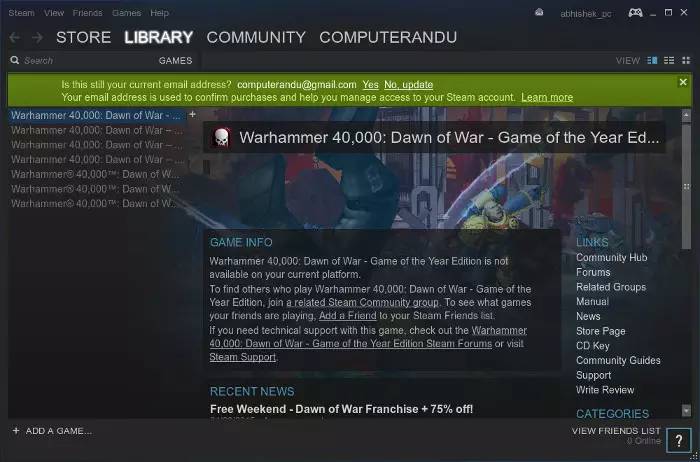 Steam View Friends Games Help
abhishek_pc
STORE LIBRARY COMMUNITY COMPUTERANDU
Search GAMES
VIEW
Is this still your current email address? computerandu@gmail.com Yes No, update
Your email address is used to confirm purchases and help you manage access to your Steam account. Learn more
Warhammer 40,000: Dawn of War - ...
Warhammer 40,000: Dawn of War – ...
Warhammer 40,000: Dawn of War – ...
Warhammer 40,000: Dawn of War – ...
Warhammer® 40,000™: Dawn of W...
Warhammer® 40,000™: Dawn of W...
Warhammer® 40,000™: Dawn of W...
Warhammer 40,000: Dawn of War - Game of the Year Ed...
GAME INFO
Warhammer 40,000: Dawn of War - Game of the Year Edition is not
available on your current platform.
To find others who play Warhammer 40,000: Dawn of War - Game of the
Year Edition, join a related Steam Community group. To see what games
your friends are playing, Add a Friend to your Steam Friends list.
If you need technical support with this game, check out the Warhammer
40,000: Dawn of War - Game of the Year Edition Steam Forums or visit
Steam Support.
RECENT NEWS
Free Weekend - Dawn of War Franchise + 75% off!
LINKS
Community Hub
Forums
Related Groups
Manual
News
Store Page
CD Key
Community Guides
Support
Write Review
CATEGORIES
+ ADD A GAME...
VIEW FRIENDS LIST
0 Online
?